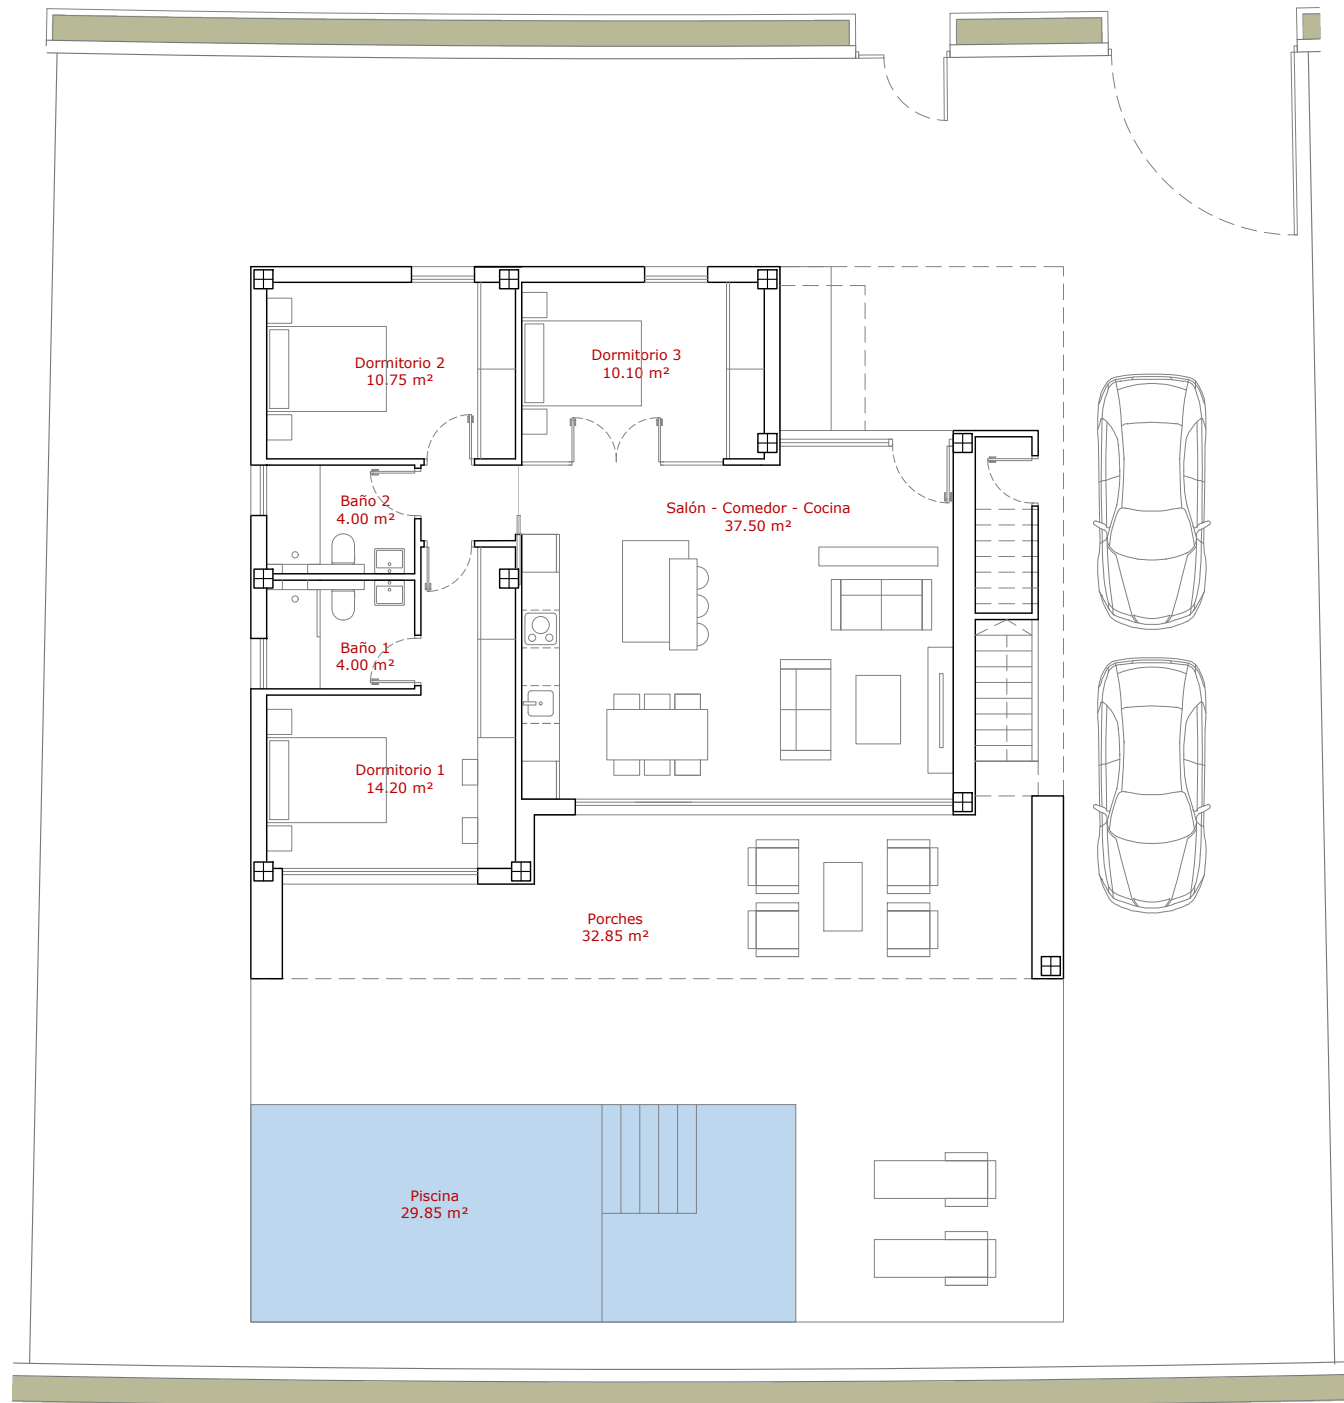 Dormitorio 2
10.75 m²
Dormitorio 3
10.10 m²
Baño 2
4.00 m²
Salón - Comedor - Cocina
37.50 m²
Baño 1
4.00 m²
Dormitorio 1
14.20 m²
Porches
32.85 m²
Piscina
29.85 m²